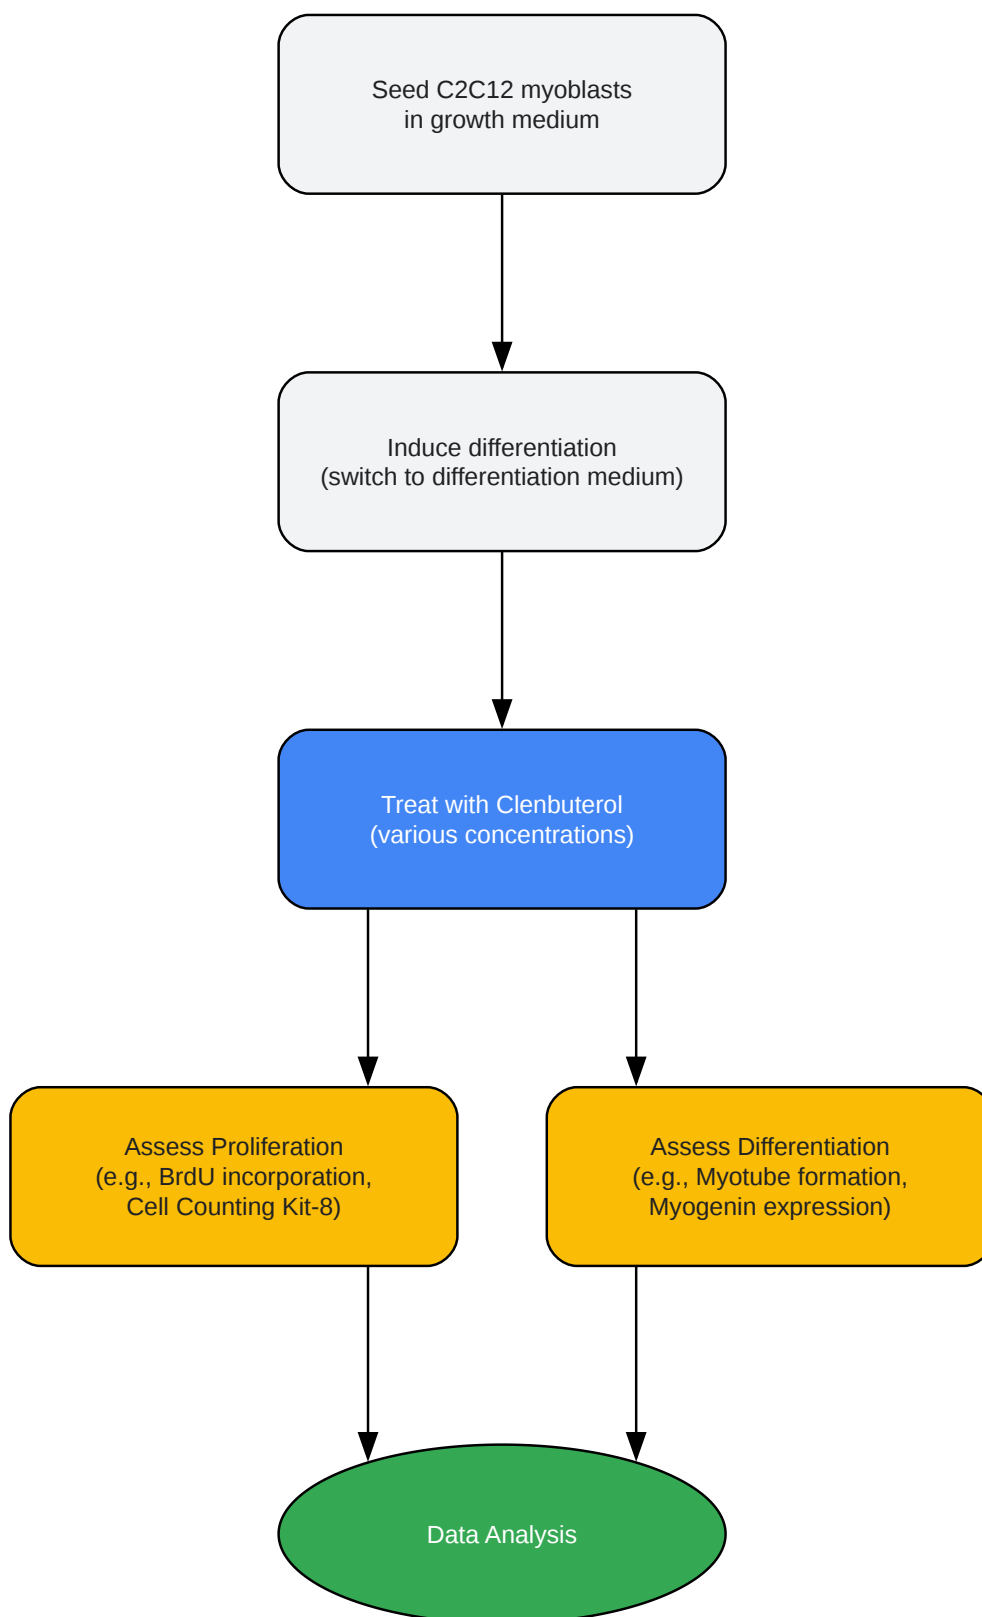 Seed C2C12 myoblasts
in growth medium
Induce differentiation
(switch to differentiation medium)
Treat with Clenbuterol
(various concentrations)
Assess Proliferation
(e.g., BrdU incorporation,
Cell Counting Kit-8)
Assess Differentiation
(e.g., Myotube formation,
Myogenin expression)
Data Analysis